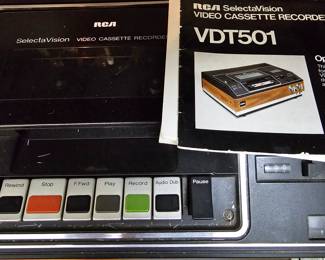 RCA
SelectaVision VIDEO CASSETTE RECORDER
RCA SelectaVision
VIDEO CASSETTE RECORDE
VDT501
Rewind
Stop
F.Fwd
Play
Record
Audio Dub
Pause